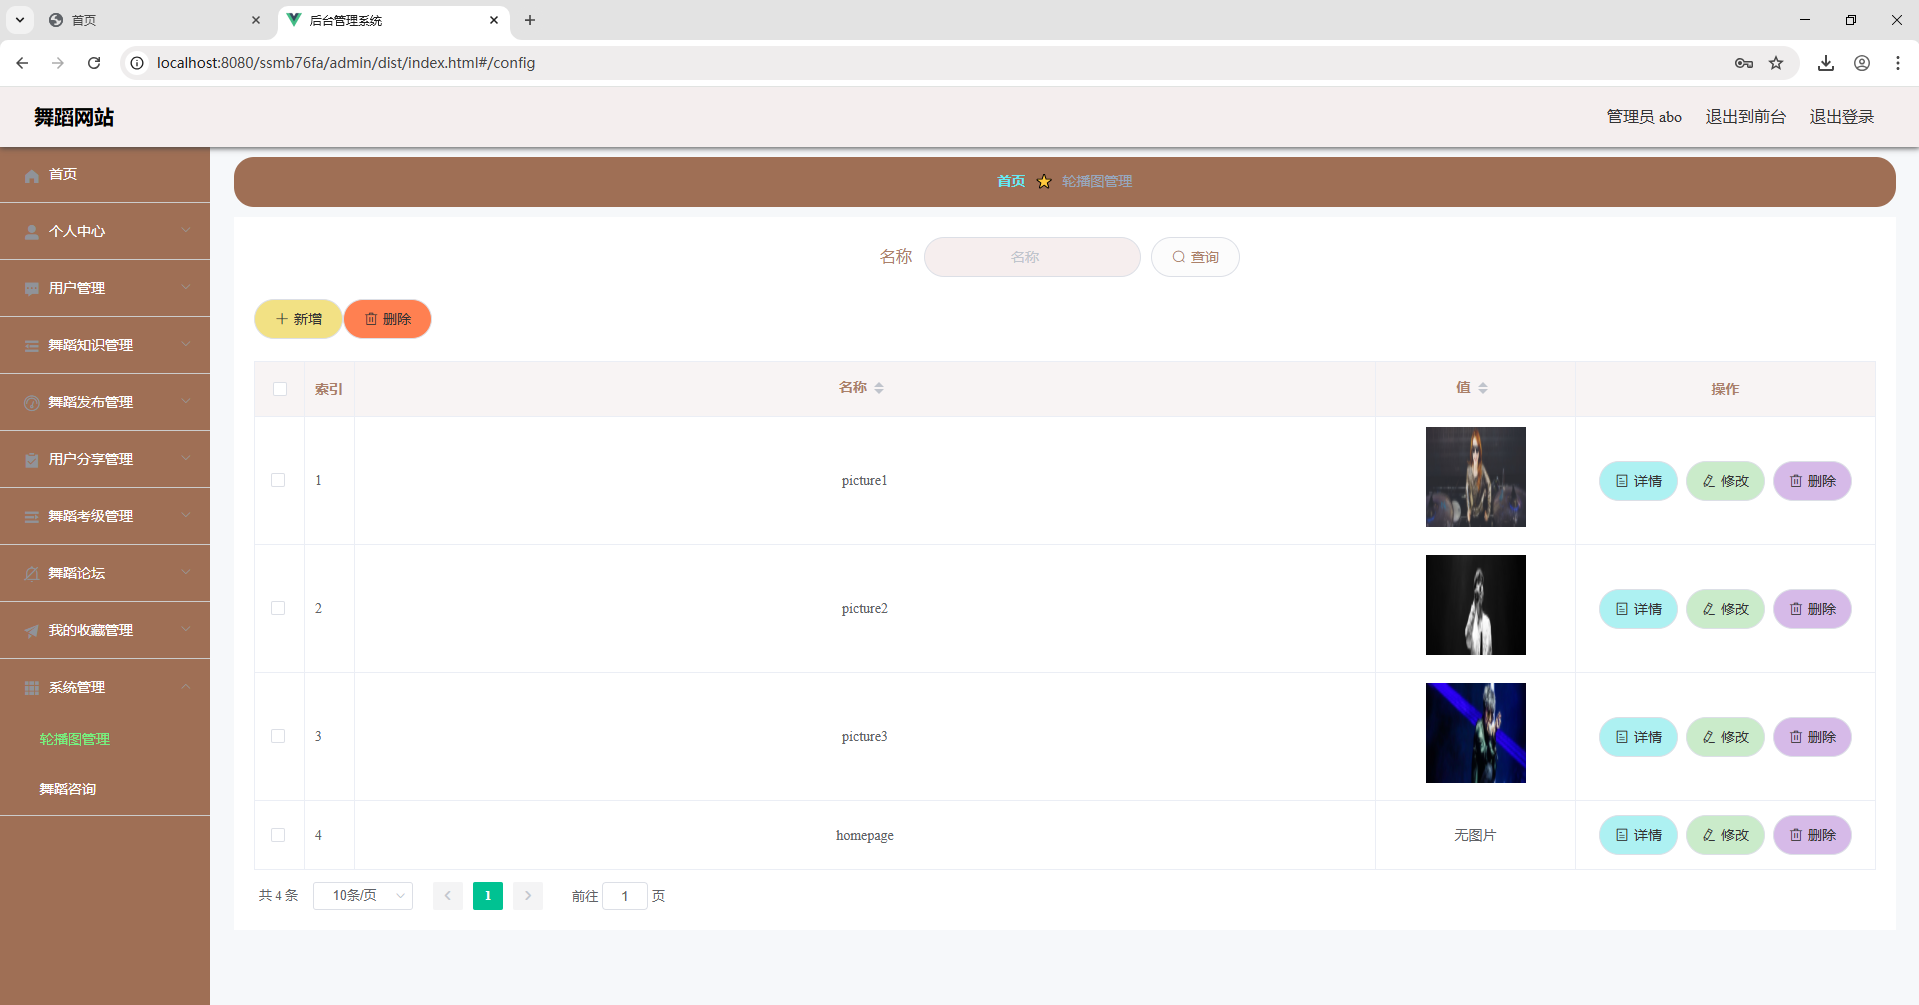 首页
后台管理系统
localhost:8080/ssmb76fa/admin/dist/index.html#/config
舞蹈网站
管理员 abo 退出到前台 退出登录
首页
个人中心
用户管理
舞蹈知识管理
舞蹈发布管理
用户分享管理
舞蹈考级管理
舞蹈论坛
我的收藏管理
系统管理
轮播图管理
舞蹈咨询
首页 轮播图管理
名称 名称 查询
新增 删除
索引 名称 值 操作
1 picture1 详情 修改 删除
2 picture2 详情 修改 删除
3 picture3 详情 修改 删除
4 homepage 无图片 详情 修改 删除
共 4 条 10条/页 1 前往 1 页